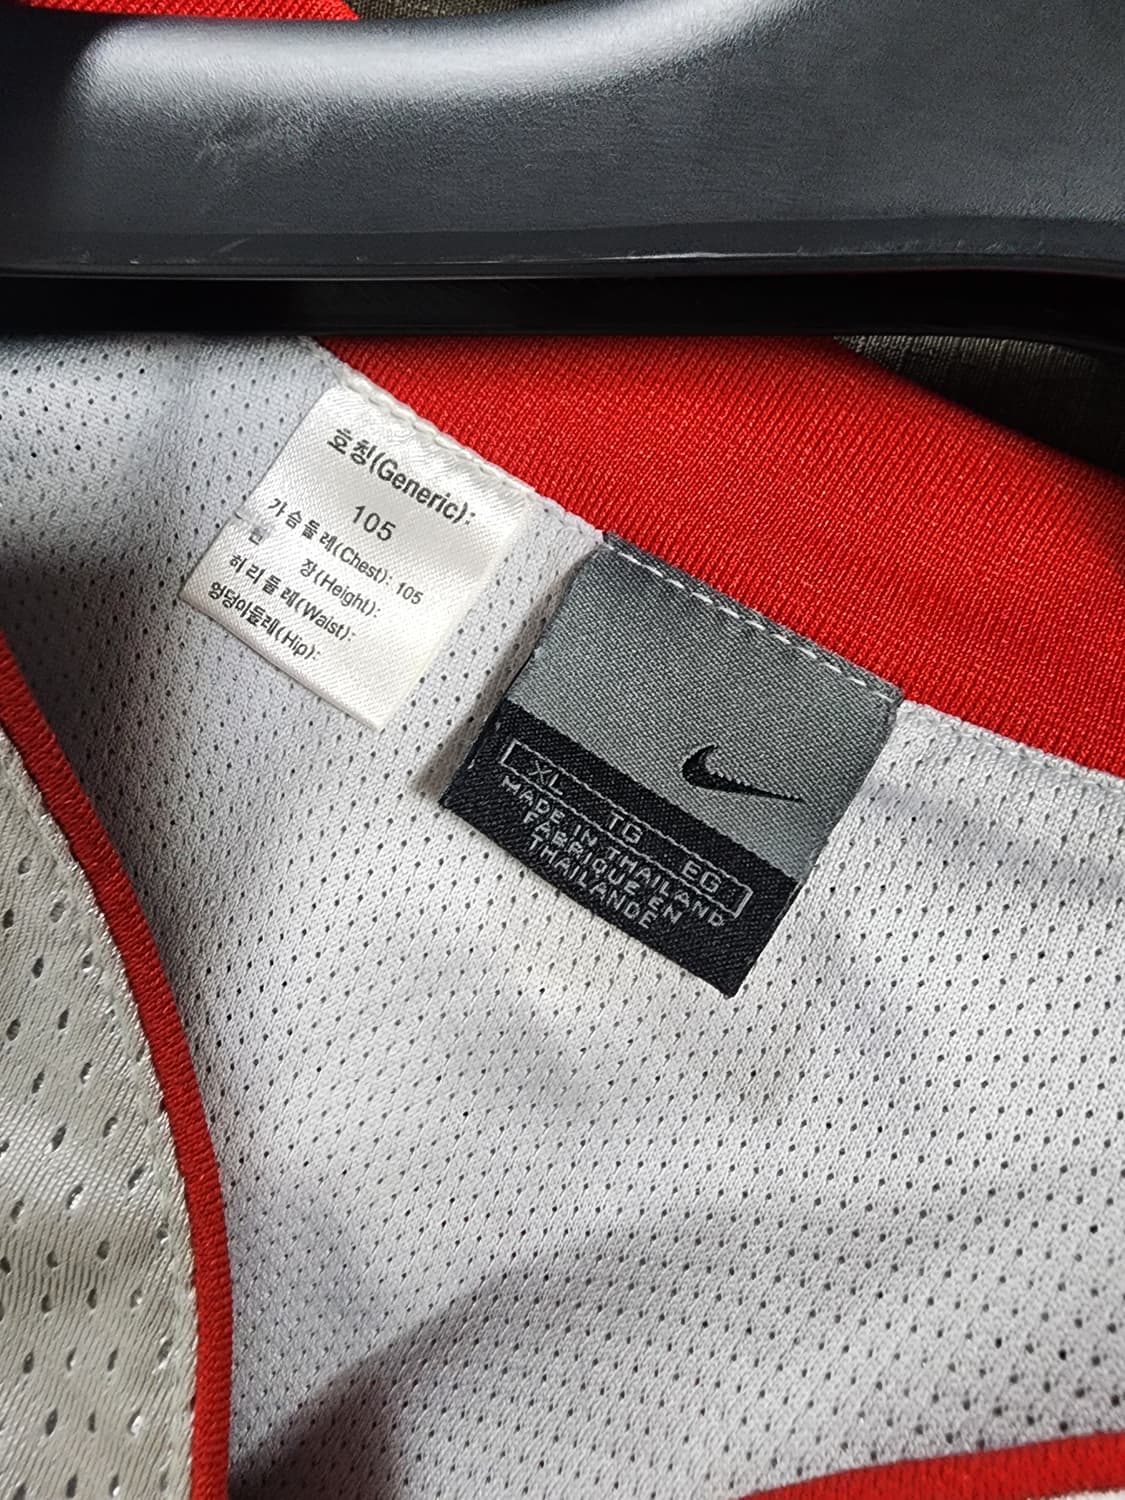 호칭(Generic):
105
가슴둘레(Chest): 105
신 장(Height):
허리둘레(Waist):
엉덩이둘레(Hip):
XL TG EG
MADE IN THAILAND
FABRIQUE EN
THAILANDE